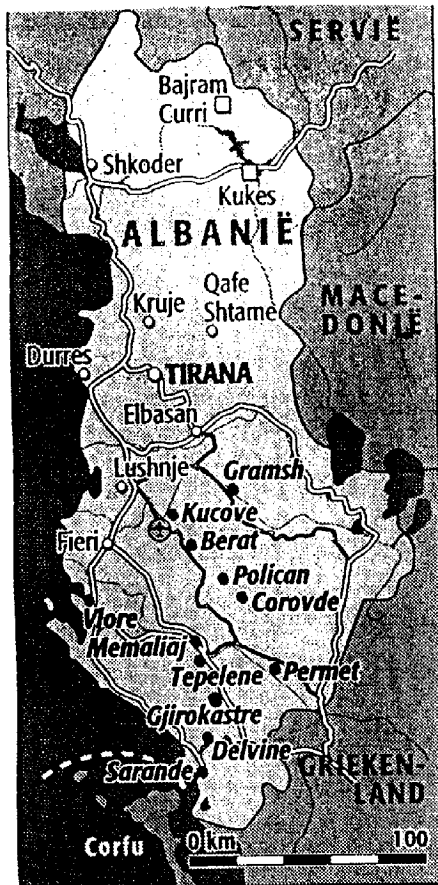 SERVIË
Bajram
Curri
Shkoder
Kukes
ALBANIË
Qafe
Shtame
Kruje
MACE-
DONIË
Durres
TIRANA
Elbasan
Lushnje
Gramsh
Kucove
Fieri
Berat
Polican
Corovde
Vlore
Memaliaj
Tepelene
Permet
Gjirokastre
Delvine
Sarande
GRIEKEN-
LAND
Corfu
0 km
100